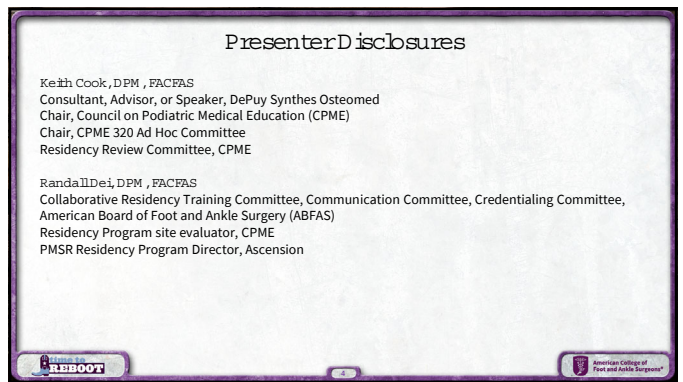 Presenter Disclosures
Keith Cook, DPM, FACFAS
Consultant, Advisor, or Speaker, DePuy Synthes Osteomed
Chair, Council on Podiatric Medical Education (CPME)
Chair, CPME 320 Ad Hoc Committee
Residency Review Committee, CPME
Randall Dei, DPM, FACFAS
Collaborative Residency Training Committee, Communication Committee, Credentialing Committee,
American Board of Foot and Ankle Surgery (ABFAS)
Residency Program site evaluator, CPME
PMSR Residency Program Director, Ascension
time to
REBOOT
4
American College of
Foot and Ankle Surgeons®